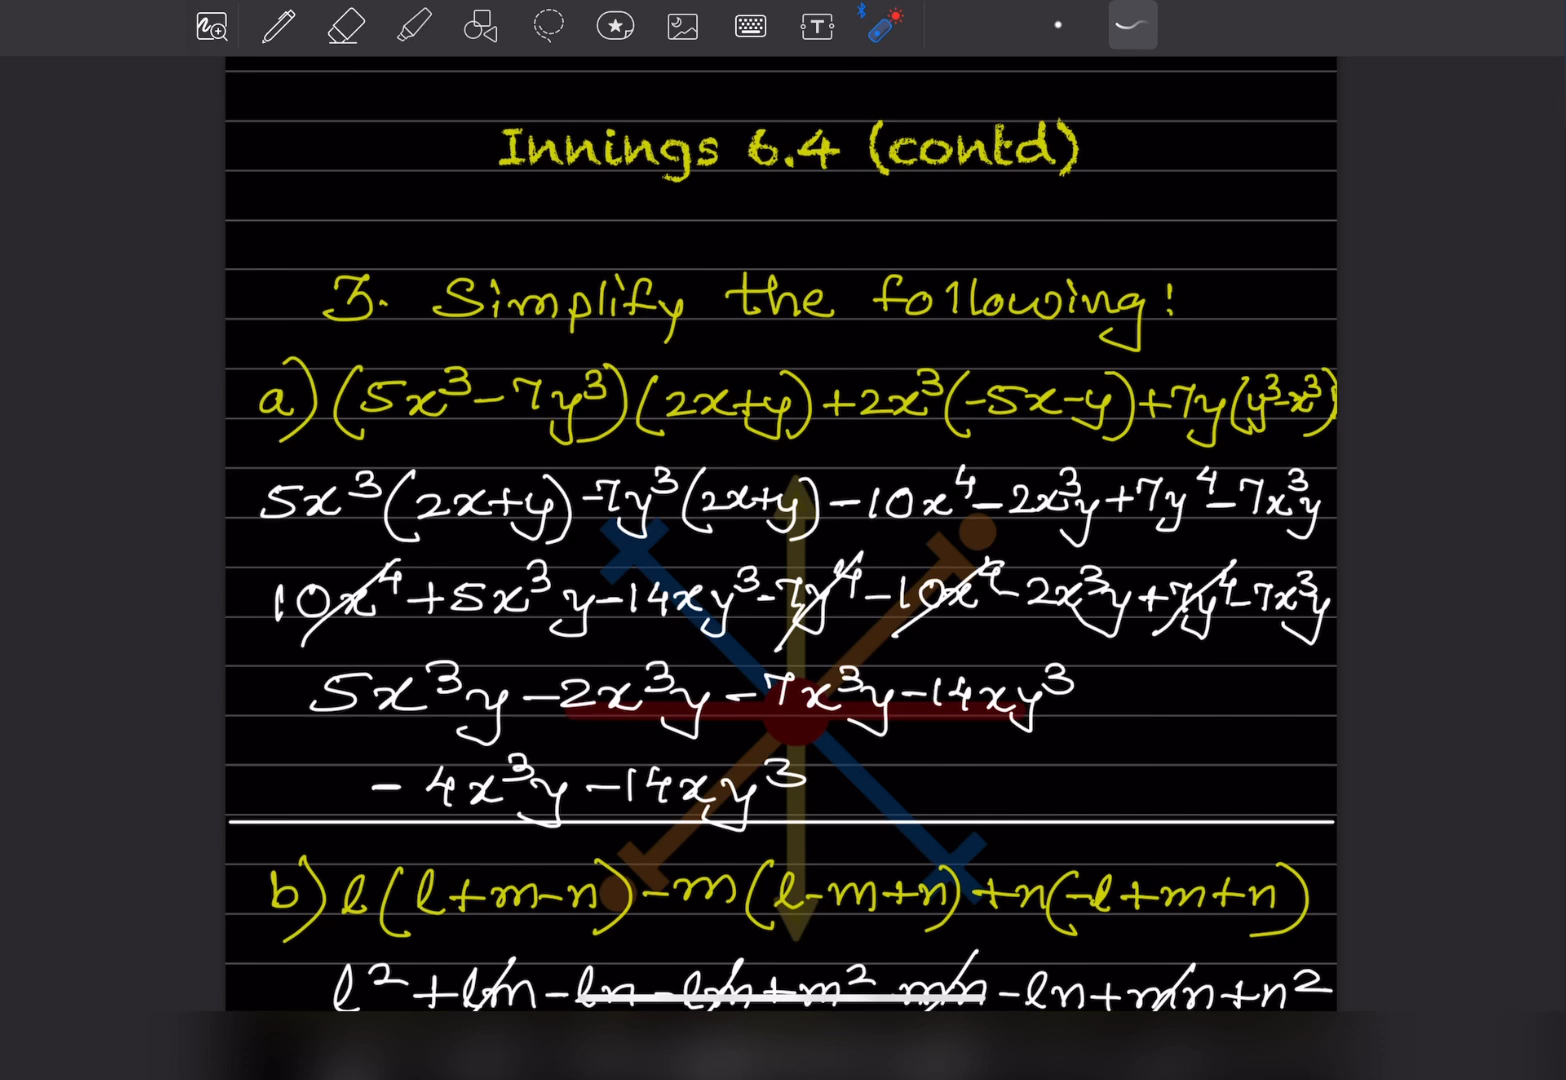 Innings 6.4 (contd)
3. Simplify the following:
a) (5x³-7y³)(2x+y)+2x³(-5x-y)+7y(y³-x³)
5x³(2x+y)-7y³(2x+y)-10x⁴-2x³y+7y⁴-7x³y
10x⁴+5x³y-14xy³-7y⁴-10x⁴-2x³y+7y⁴-7x³y
5x³y-2x³y-7x³y-14xy³
-4x³y-14xy³
b) l(l+m-n)-m(l-m+n)+n(-l+m+n)
l²+lm-ln-lm+m²-mn-ln+mn+n²